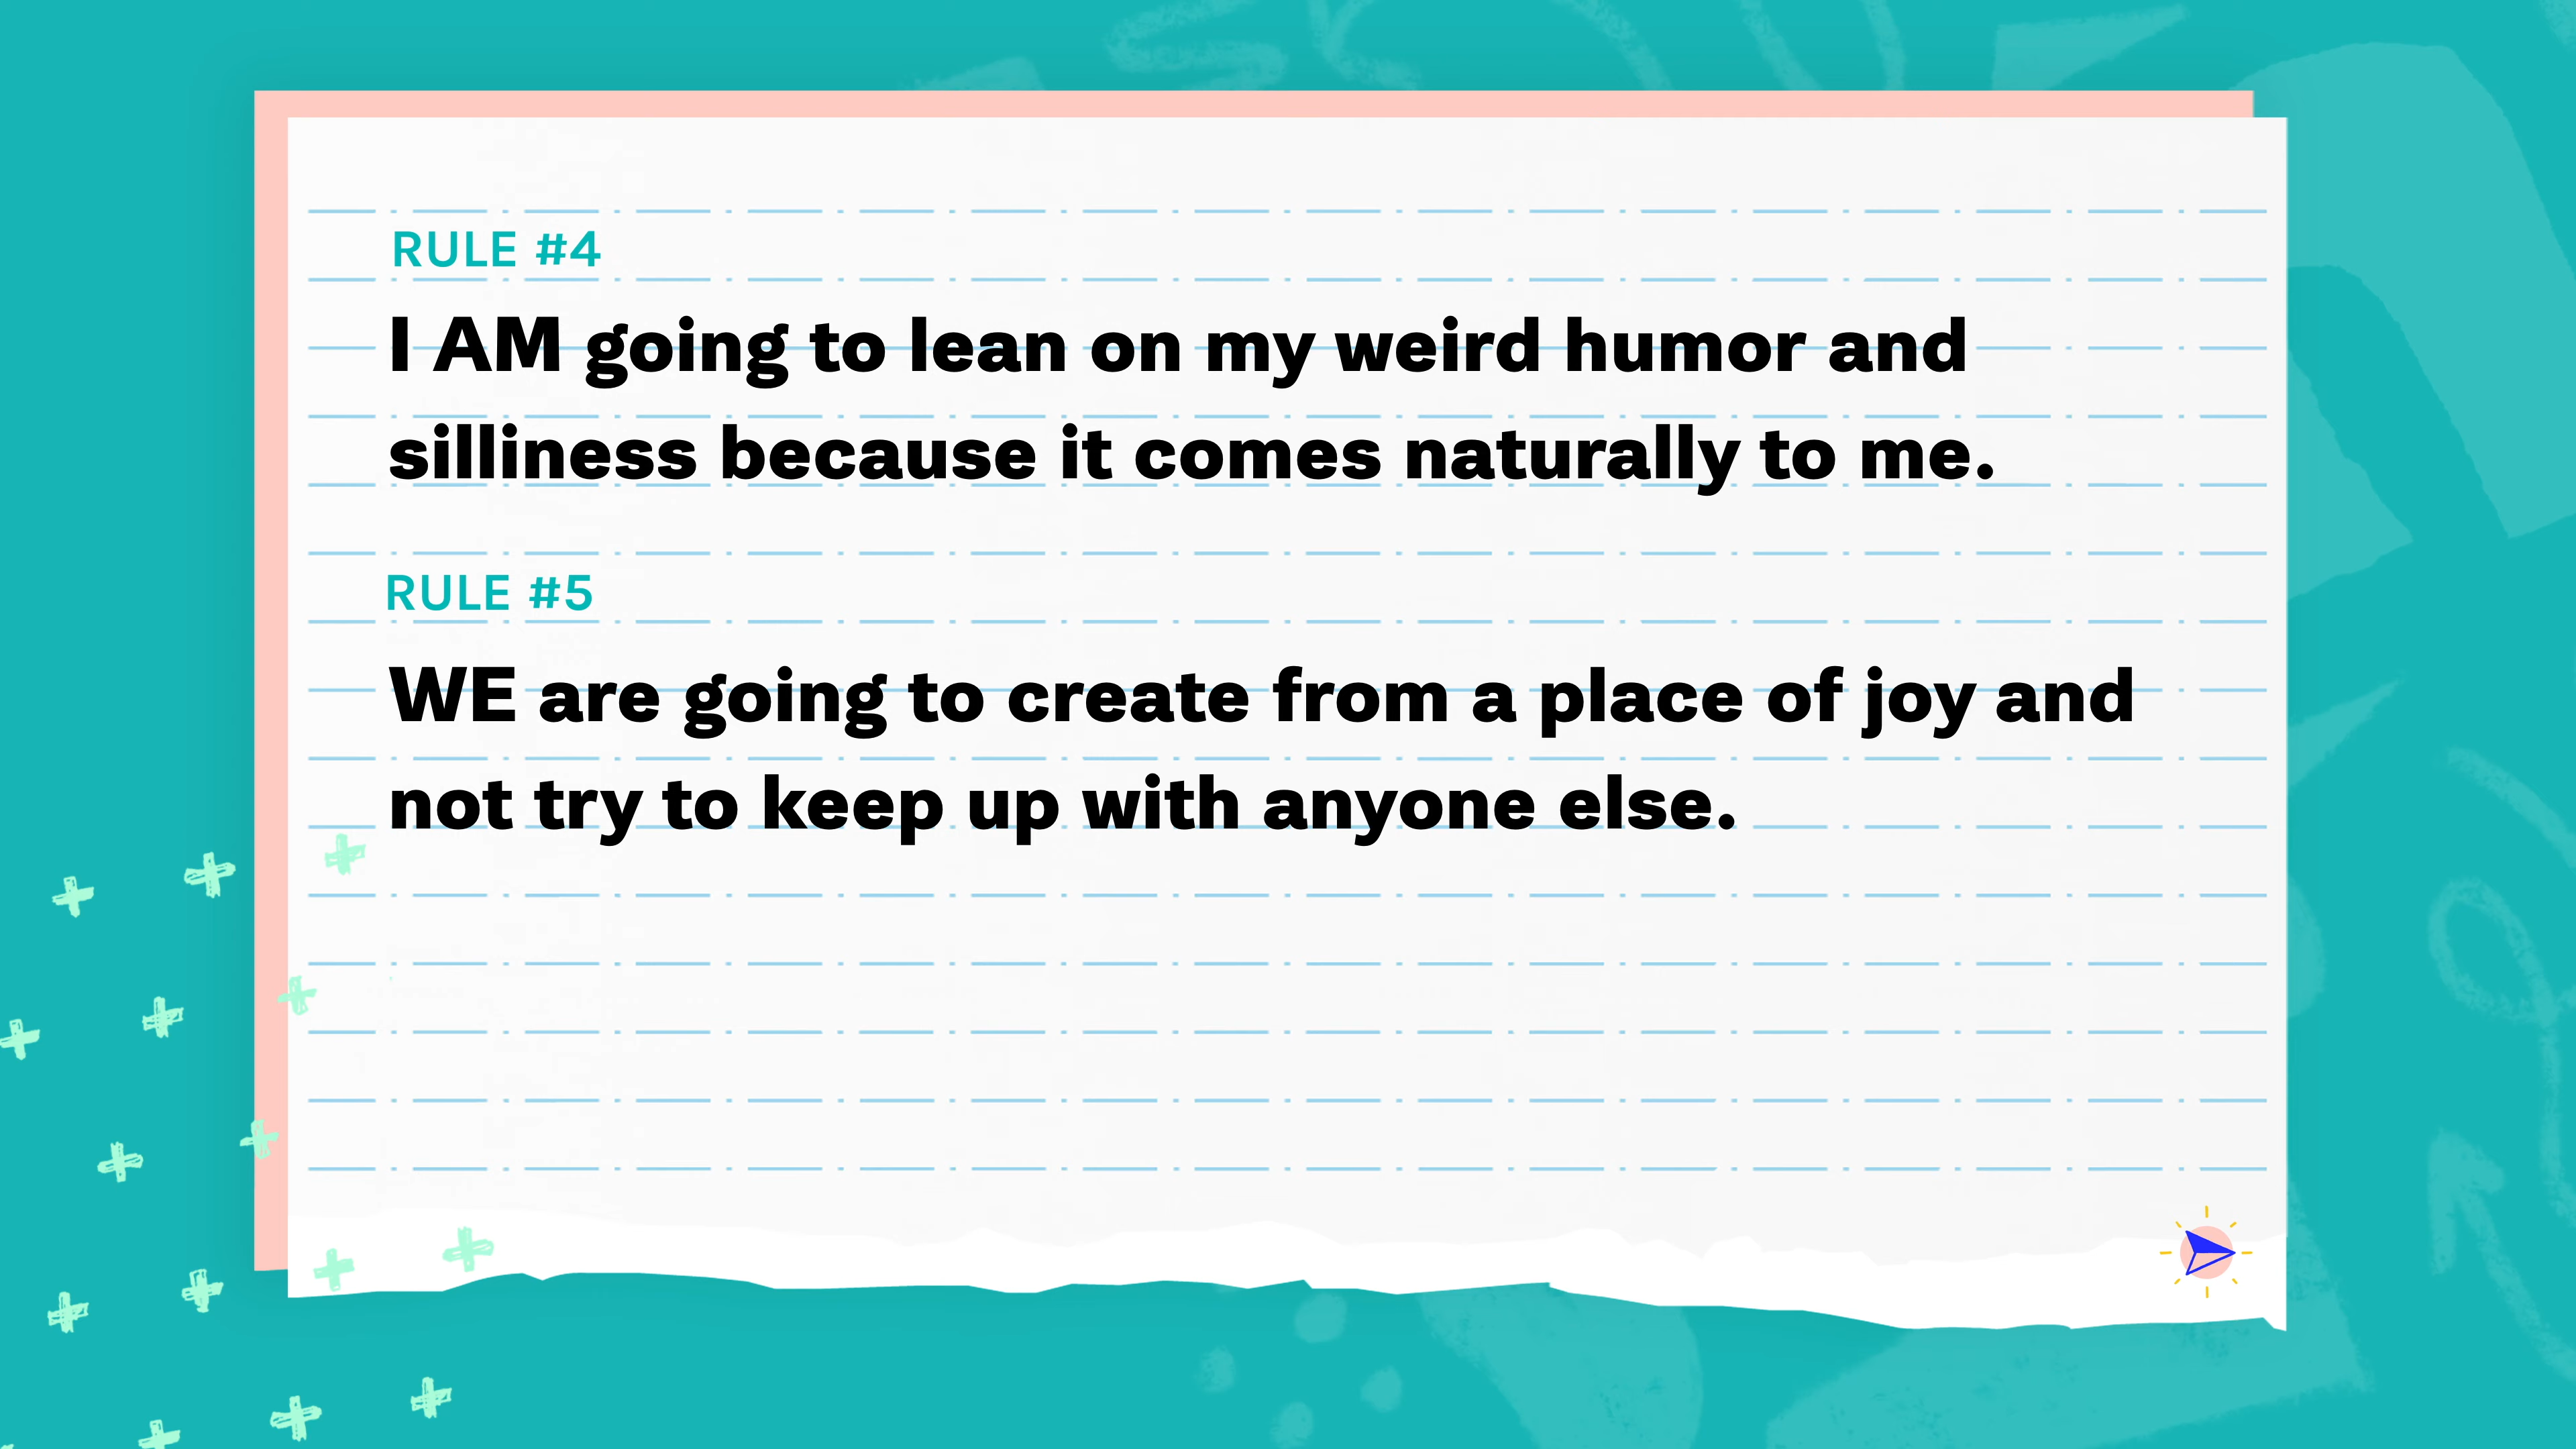 RULE #4
I AM going to lean on my weird humor and
silliness because it comes naturally to me.
RULE #5
WE are going to create from a place of joy and
not try to keep up with anyone else.